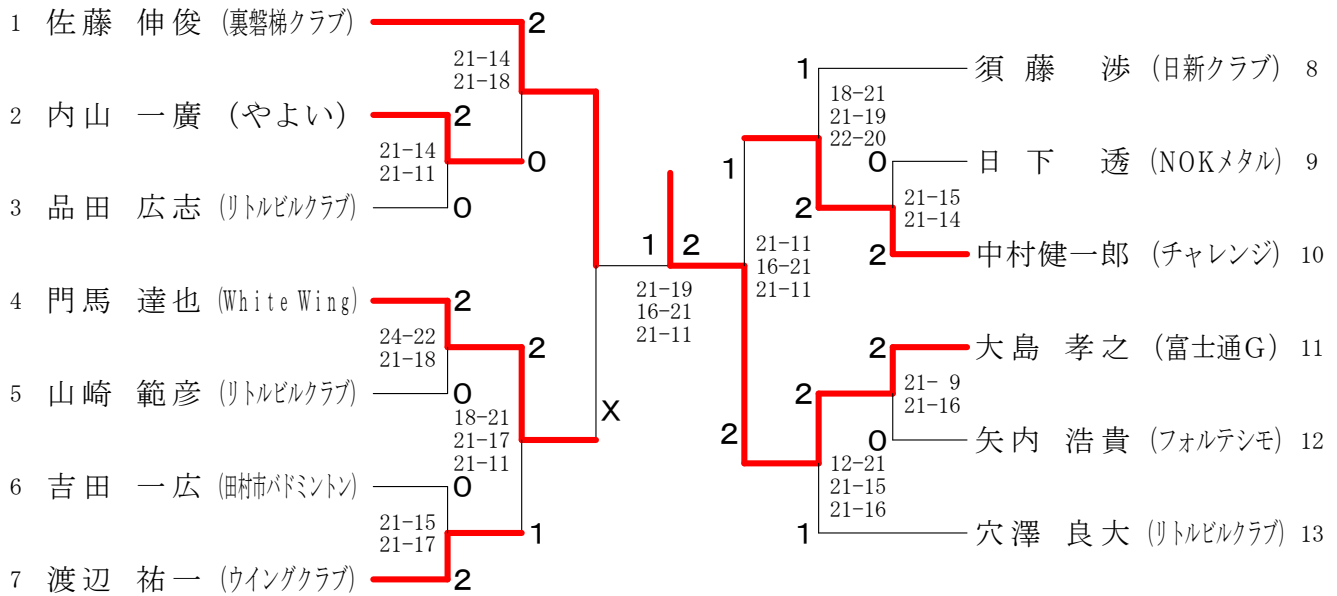 1 佐藤 伸俊 (裏磐梯クラブ) 2
21-14
21-18
2 内山 一廣 (やよい) 2
21-14
21-11
0
3 品田 広志 (リトルビルクラブ) 0
4 門馬 達也 (White Wing) 2
24-22
21-18
2
5 山崎 範彦 (リトルビルクラブ) 0
18-21
21-17
21-11
X
6 吉田 一広 (田村市バドミントン) 0
21-15
21-17
1
7 渡辺 祐一 (ウイングクラブ) 2
1 2
21-19
16-21
21-11
1 須藤 渉 (日新クラブ) 8
18-21
21-19
22-20
1
0 日下 透 (NOKメタル) 9
21-15
21-14
2
2 中村健一郎 (チャレンジ) 10
21-11
16-21
21-11
2 大島 孝之 (富士通G) 11
21- 9
21-16
2
2
0 矢内 浩貴 (フォルテシモ) 12
12-21
21-15
21-16
1 穴澤 良大 (リトルビルクラブ) 13